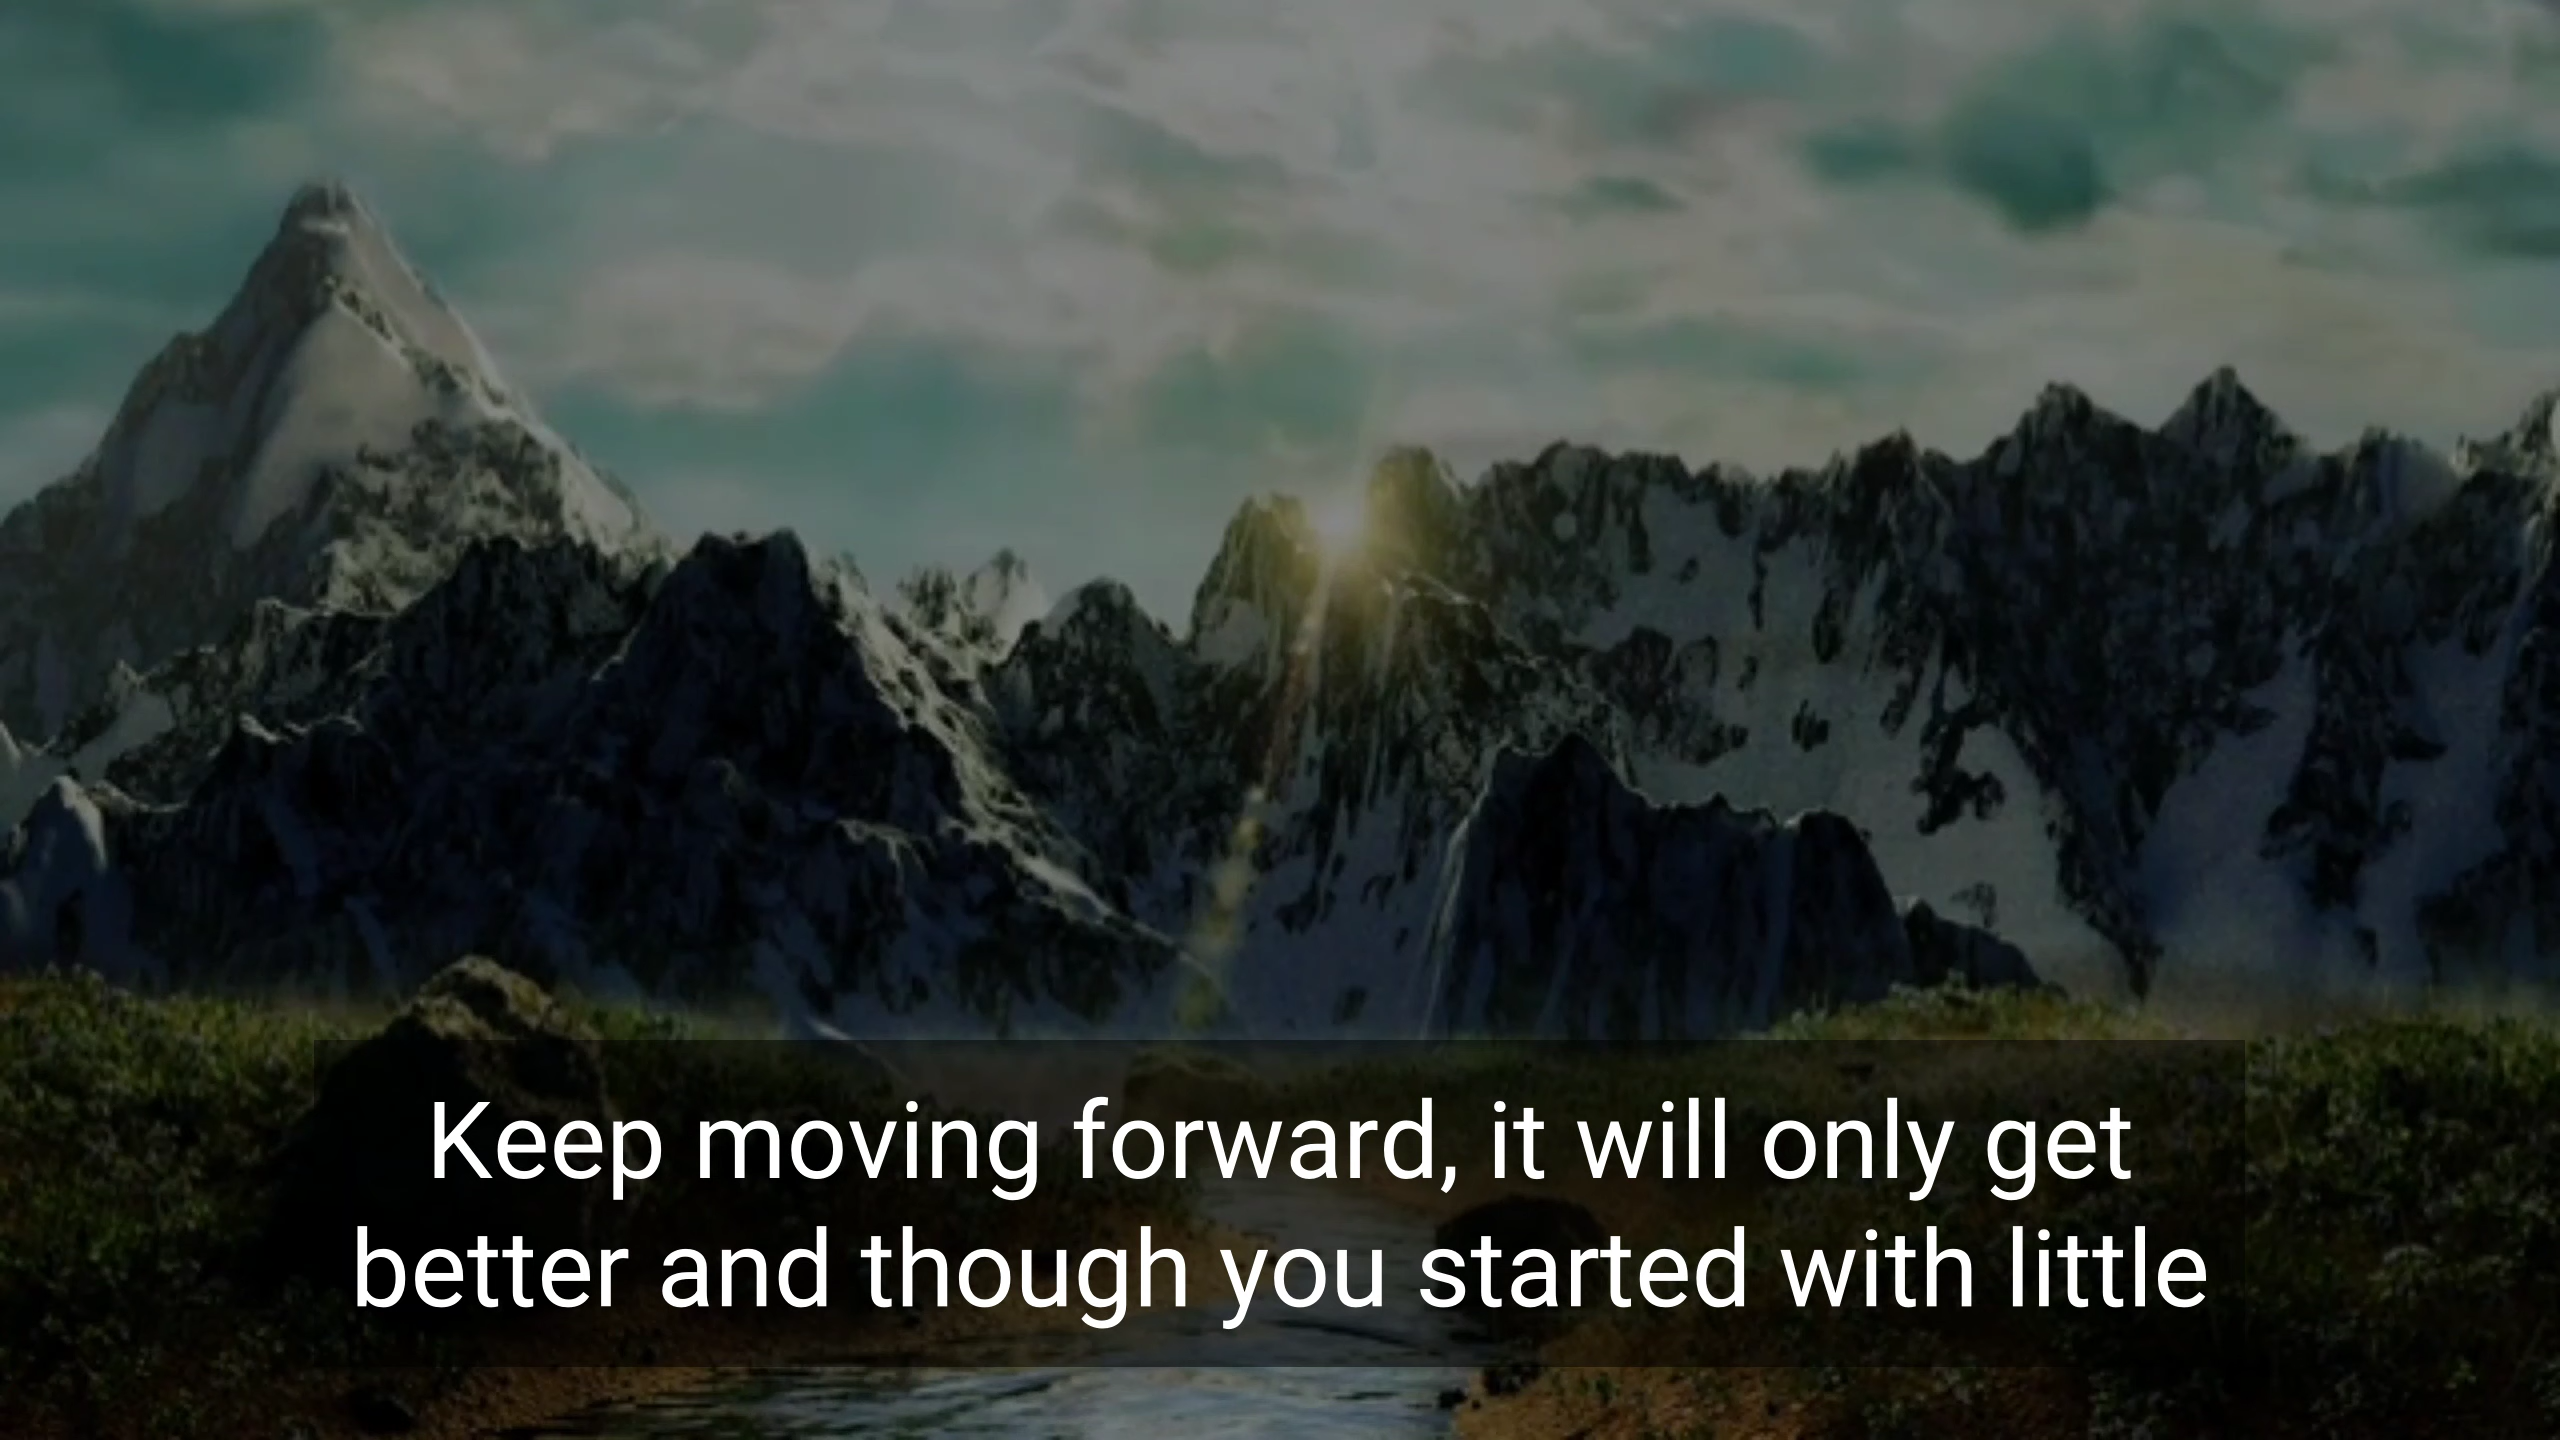 Keep moving forward, it will only get
better and though you started with little